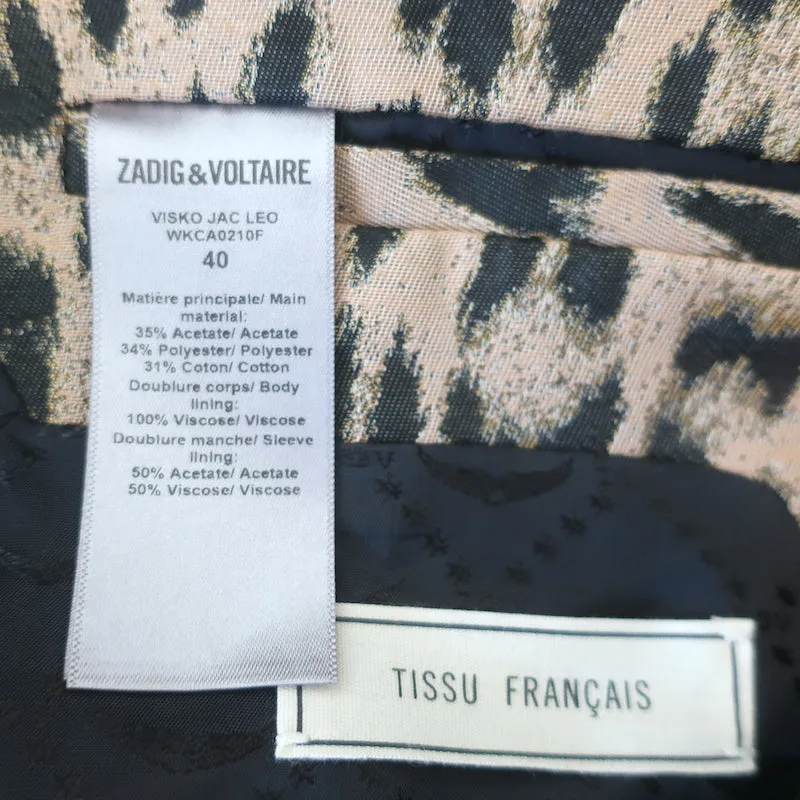 ZADIG&VOLTAIRE
VISKO JAC LEO
WKCA0210F
40
Matière principale/ Main
material:
35% Acetate/ Acetate
34% Polyester/ Polyester
31% Coton/ Cotton
Doublure corps/ Body
lining:
100% Viscose/ Viscose
Doublure manche/ Sleeve
lining:
50% Acetate/ Acetate
50% Viscose/ Viscose
TISSU FRANÇAIS